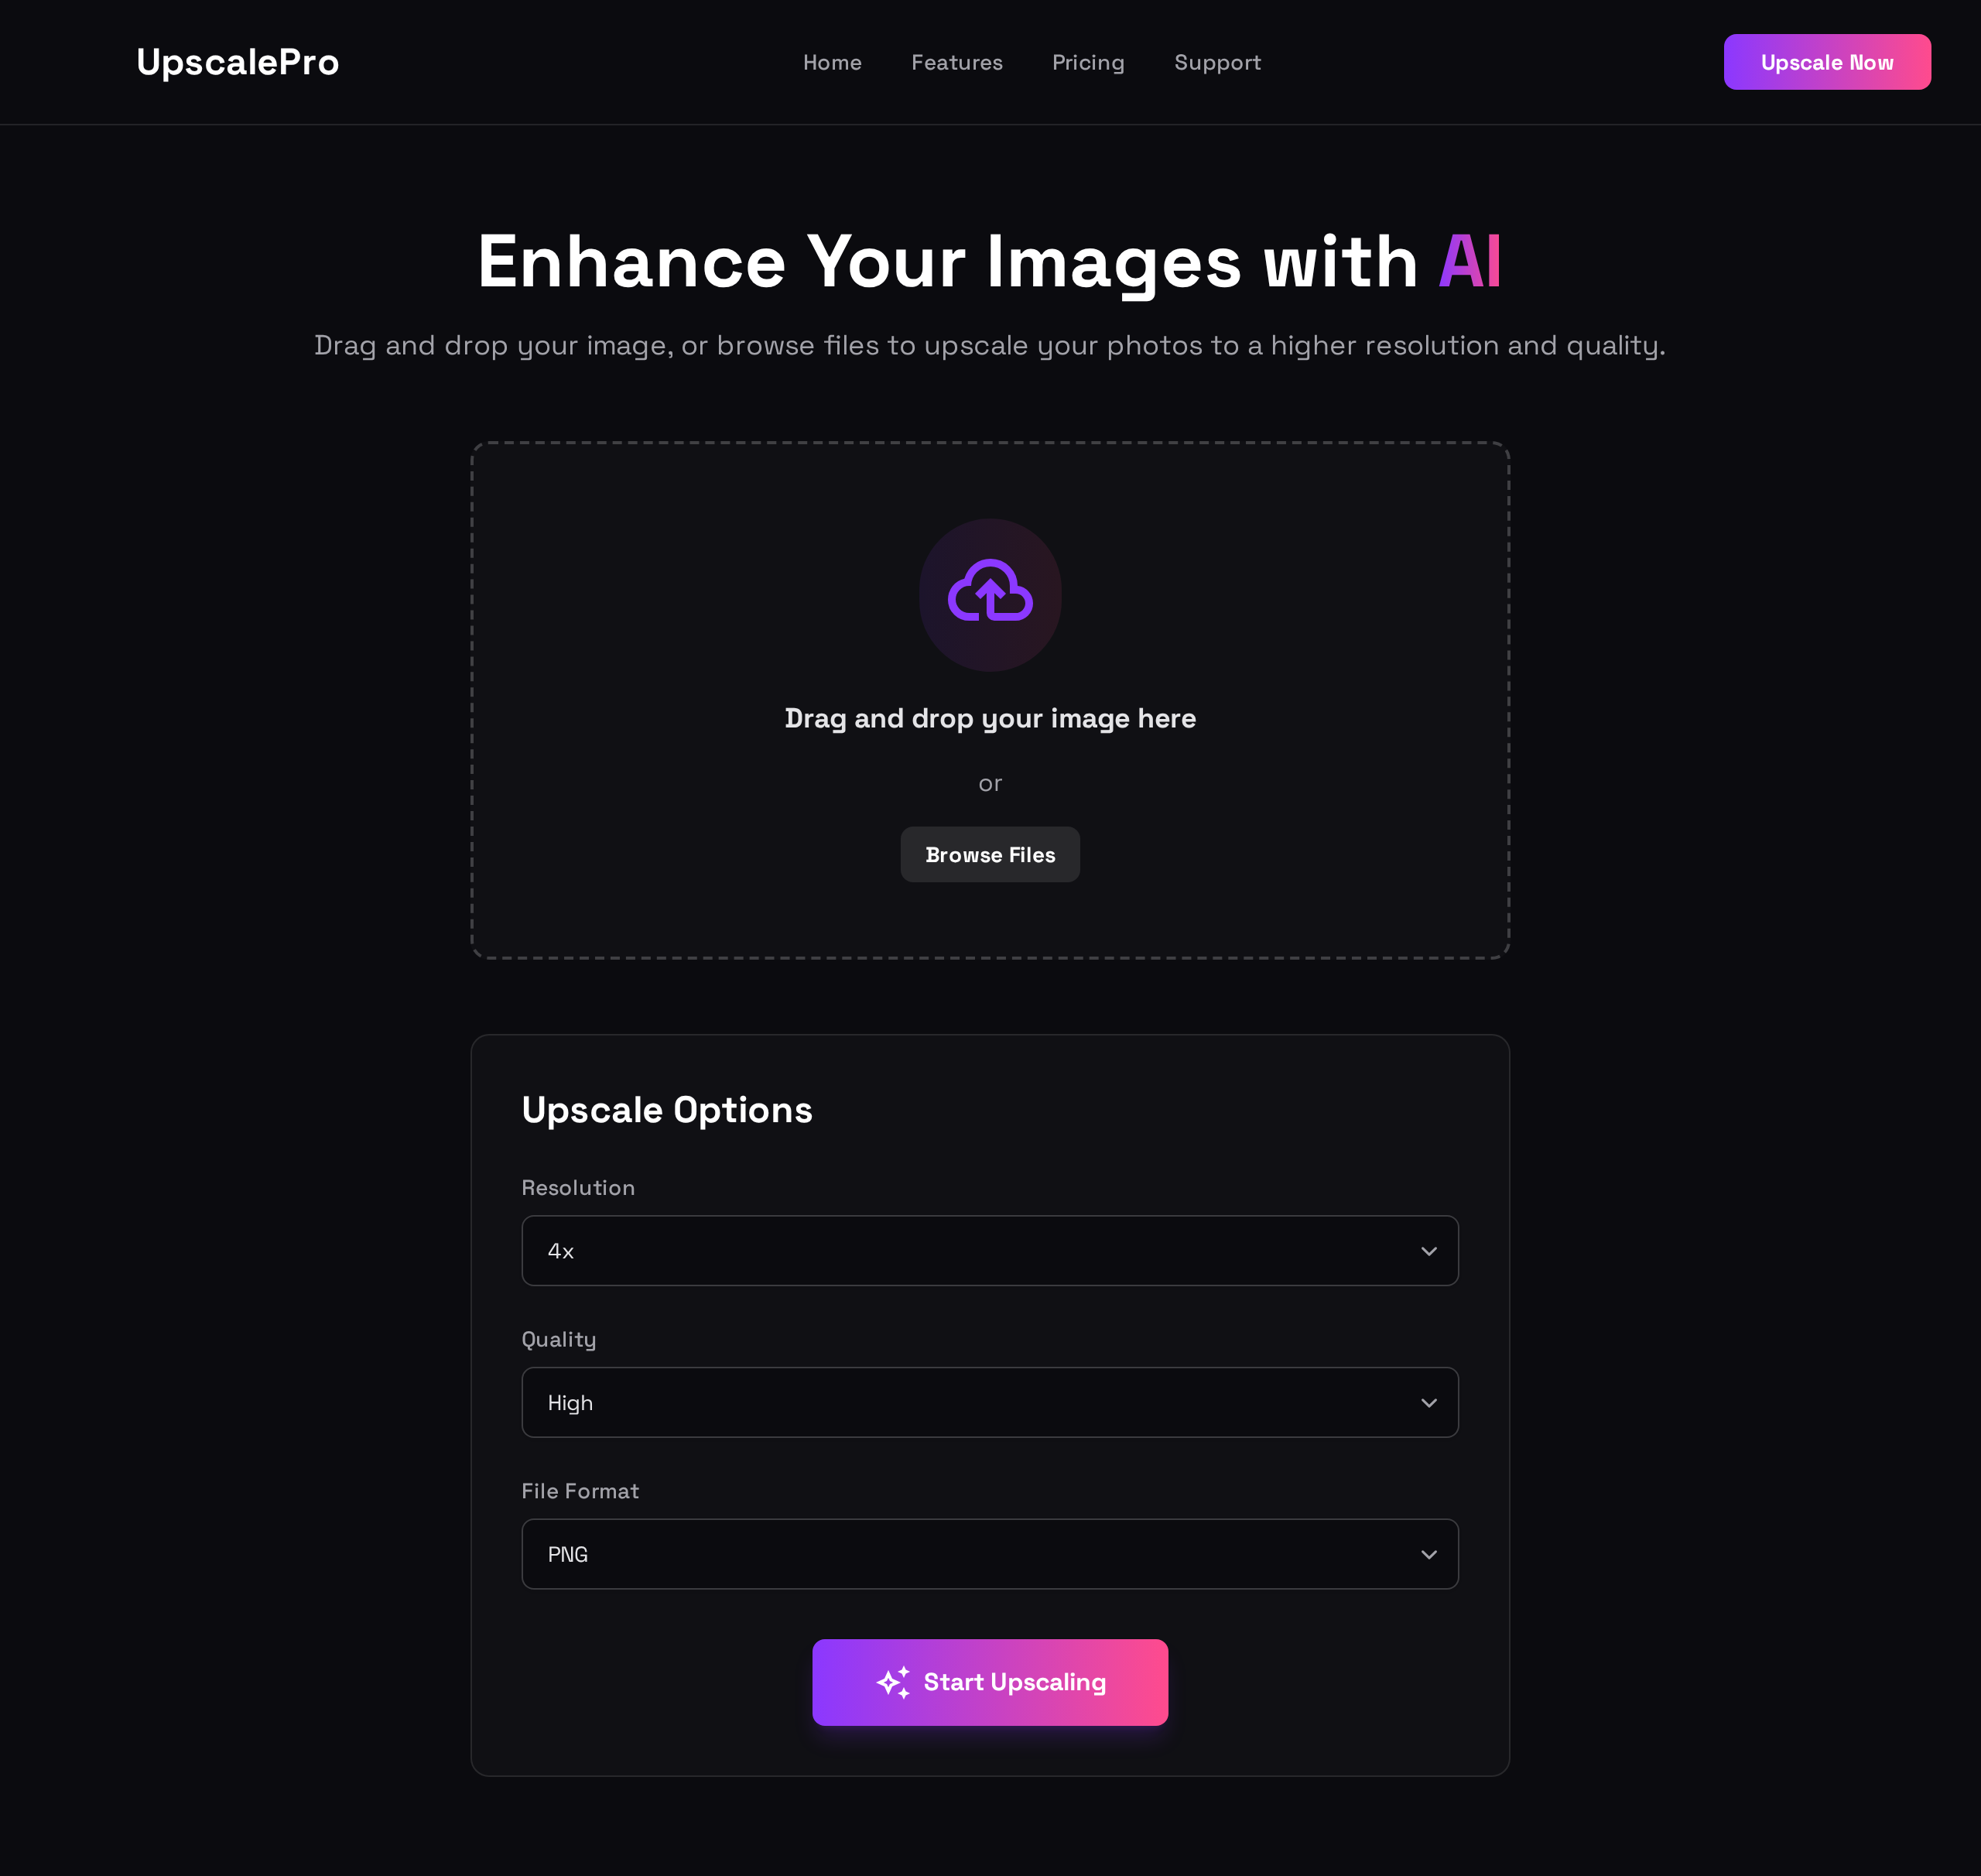 UpscalePro
Home
Features
Pricing
Support
Upscale Now
Enhance Your Images with AI
Drag and drop your image, or browse files to upscale your photos to a higher resolution and quality.
Drag and drop your image here
or
Browse Files
Upscale Options
Resolution
4x
Quality
High
File Format
PNG
Start Upscaling